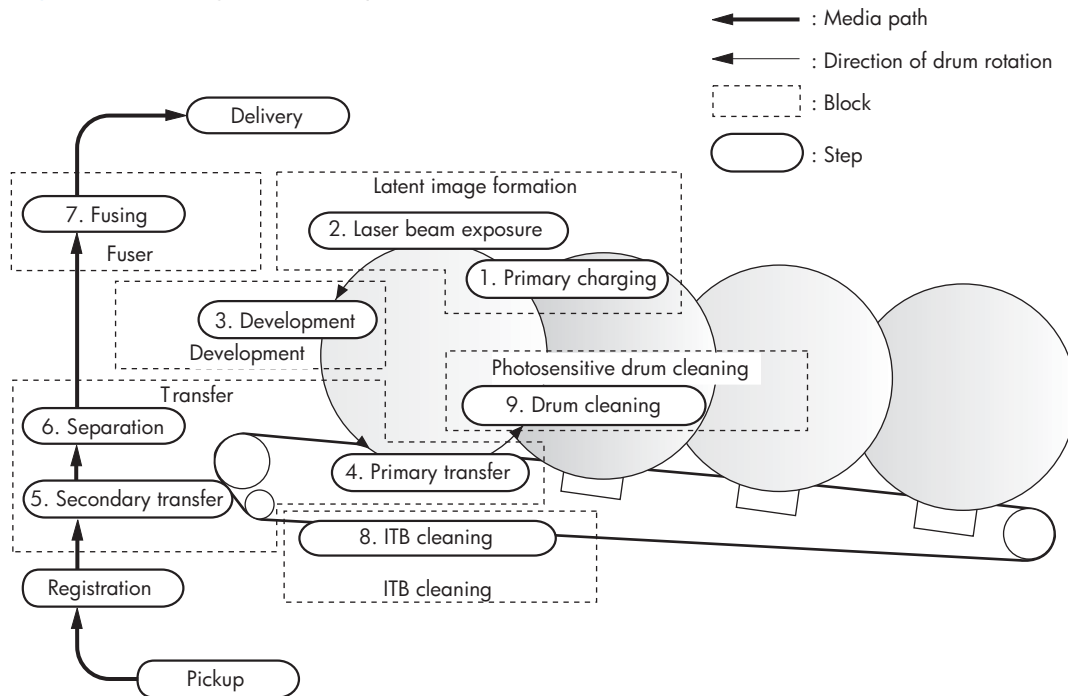 : Media path
: Direction of drum rotation
: Block
: Step
Delivery
Latent image formation
7. Fusing
Fuser
2. Laser beam exposure
1. Primary charging
3. Development
Development
Photosensitive drum cleaning
9. Drum cleaning
Transfer
6. Separation
4. Primary transfer
5. Secondary transfer
8. ITB cleaning
ITB cleaning
Registration
Pickup